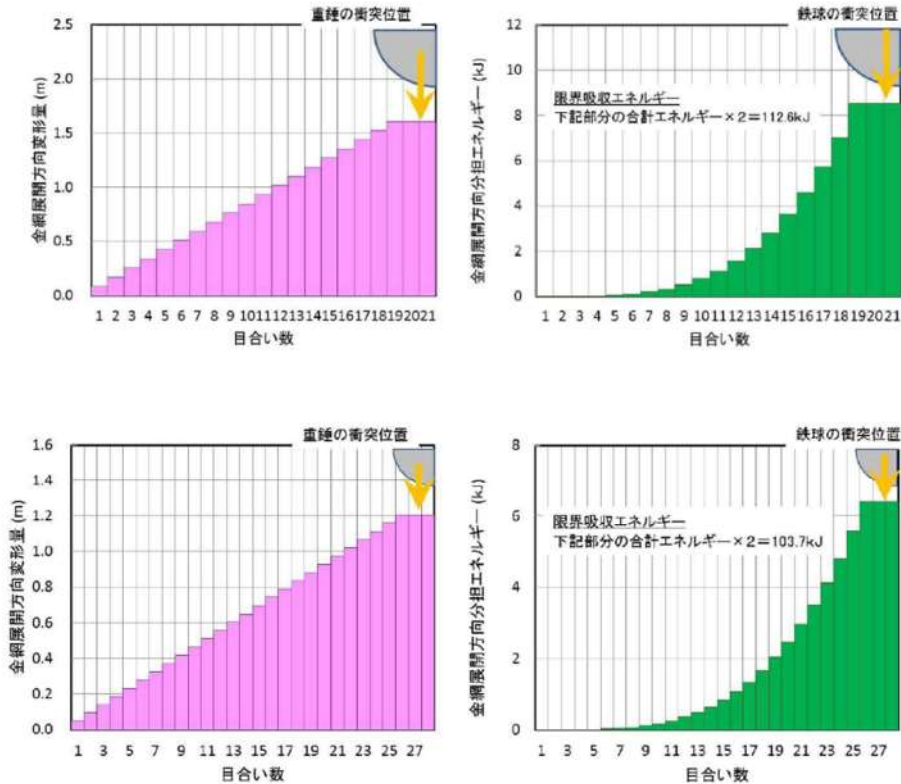 重錘の衝突位置
2.5
2.0
1.5
1.0
0.5
0.0
金網展開方向変形量(m)
1 2 3 4 5 6 7 8 9 10 11 12 13 14 15 16 17 18 19 20 21
目合い数
鉄球の衝突位置
12
10
8
6
4
2
0
金網展開方向分担エネルギー(kJ)
限界吸収エネルギー
下記部分の合計エネルギー×2=112.6kJ
1 2 3 4 5 6 7 8 9 10 11 12 13 14 15 16 17 18 19 20 21
目合い数
重錘の衝突位置
1.6
1.4
1.2
1.0
0.8
0.6
0.4
0.2
0.0
金網展開方向変形量(m)
1 3 5 7 9 11 13 15 17 19 21 23 25 27
目合い数
鉄球の衝突位置
8
6
4
2
0
金網展開方向分担エネルギー(kJ)
限界吸収エネルギー
下記部分の合計エネルギー×2=103.7kJ
1 3 5 7 9 11 13 15 17 19 21 23 25 27
目合い数